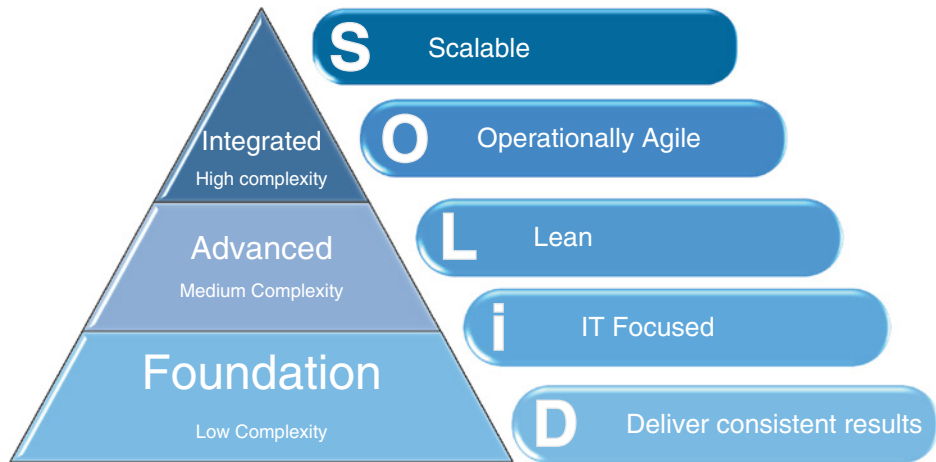 Integrated
High complexity
Advanced
Medium Complexity
Foundation
Low Complexity
S Scalable
O Operationally Agile
L Lean
i IT Focused
D Deliver consistent results